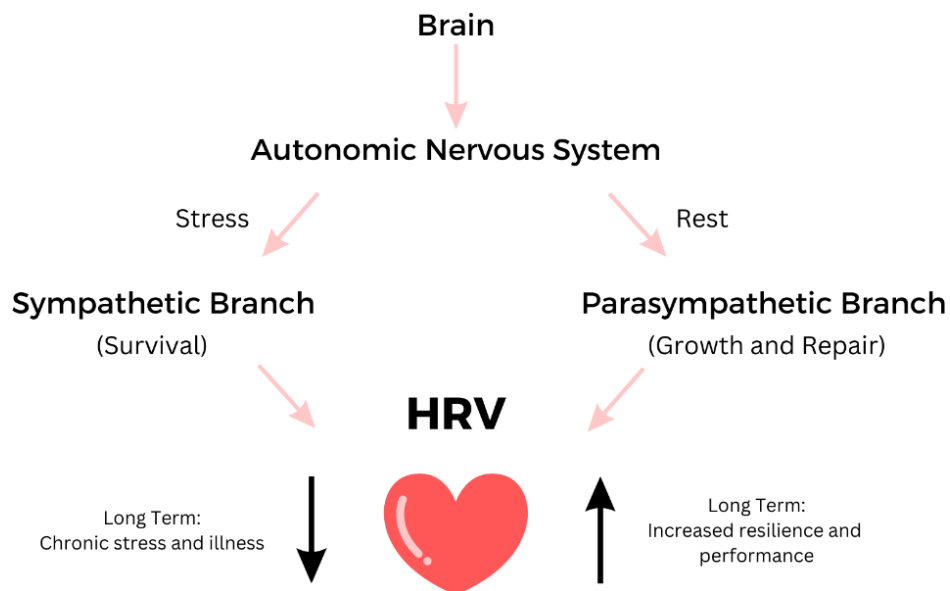 Brain
Autonomic Nervous System
Stress
Rest
Sympathetic Branch
(Survival)
Parasympathetic Branch
(Growth and Repair)
HRV
Long Term:
Chronic stress and illness
Long Term:
Increased resilience and
performance